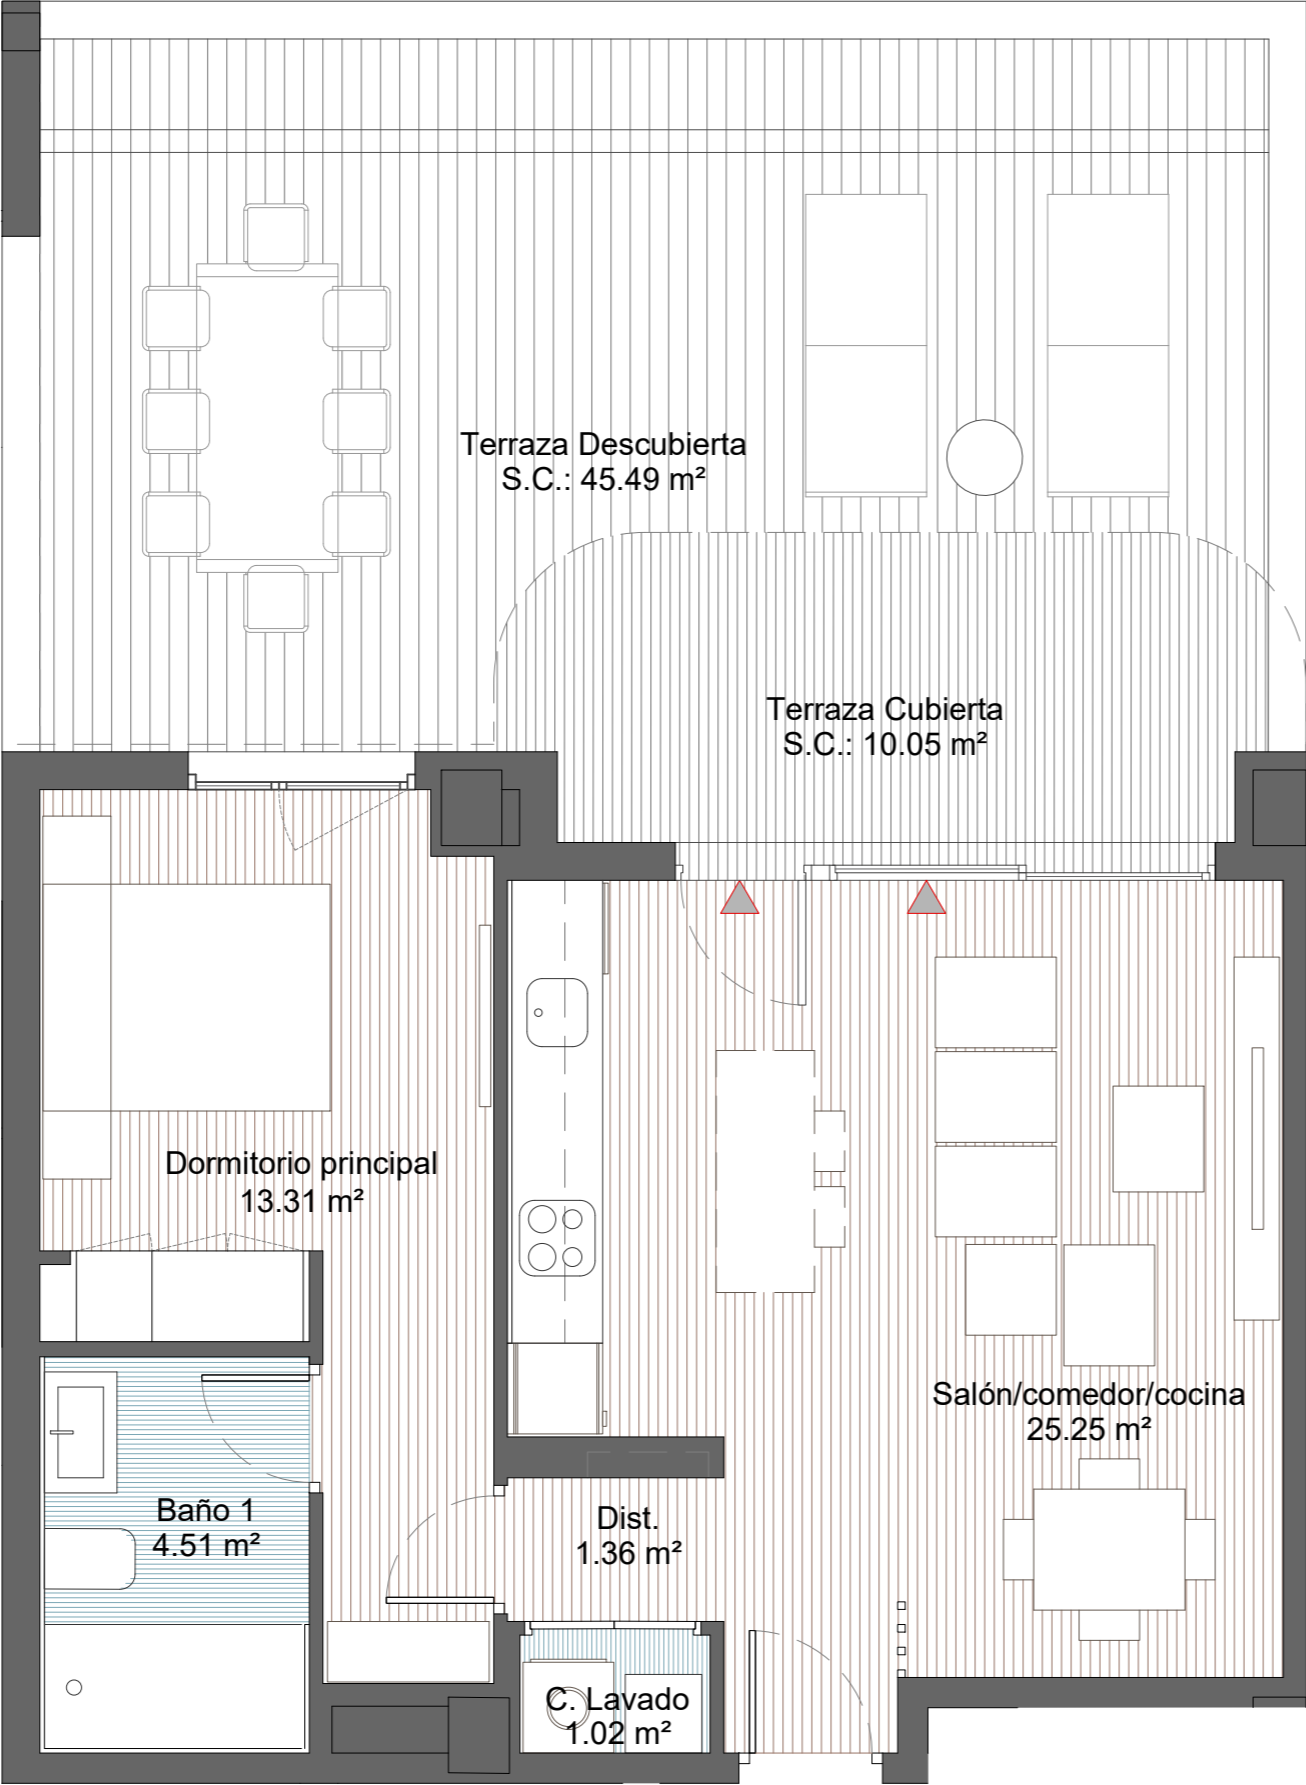 Terraza Descubierta
S.C.: 45.49 m²
Terraza Cubierta
S.C.: 10.05 m²
Dormitorio principal
13.31 m²
Salón/comedor/cocina
25.25 m²
Baño 1
4.51 m²
Dist.
1.36 m²
C. Lavado
1.02 m²